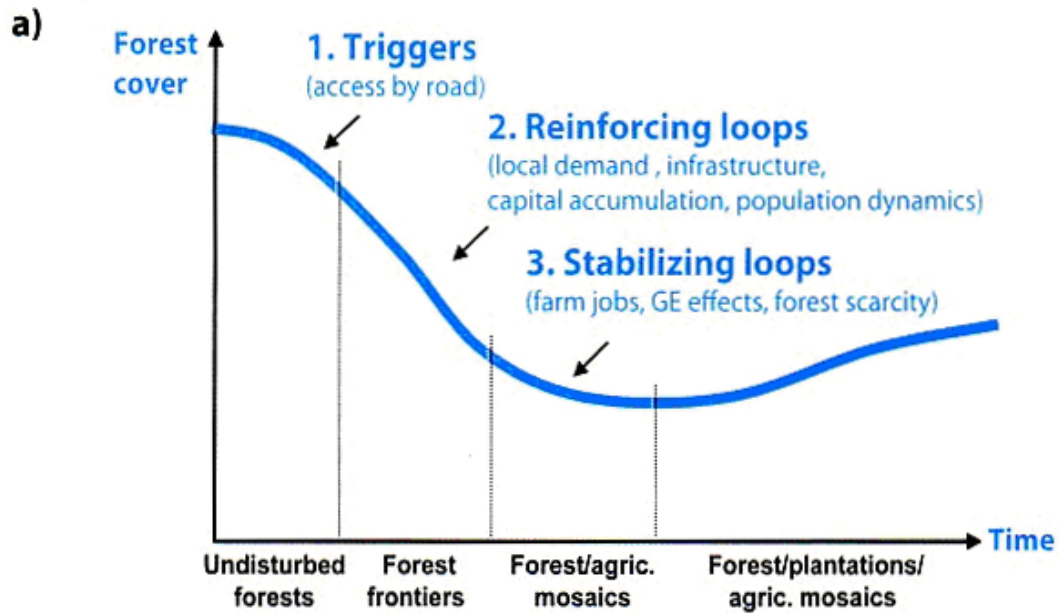 a)
Forest
cover
1. Triggers
(access by road)
2. Reinforcing loops
(local demand , infrastructure,
capital accumulation, population dynamics)
3. Stabilizing loops
(farm jobs, GE effects, forest scarcity)
Time
Undisturbed
forests
Forest
frontiers
Forest/agric.
mosaics
Forest/plantations/
agric. mosaics